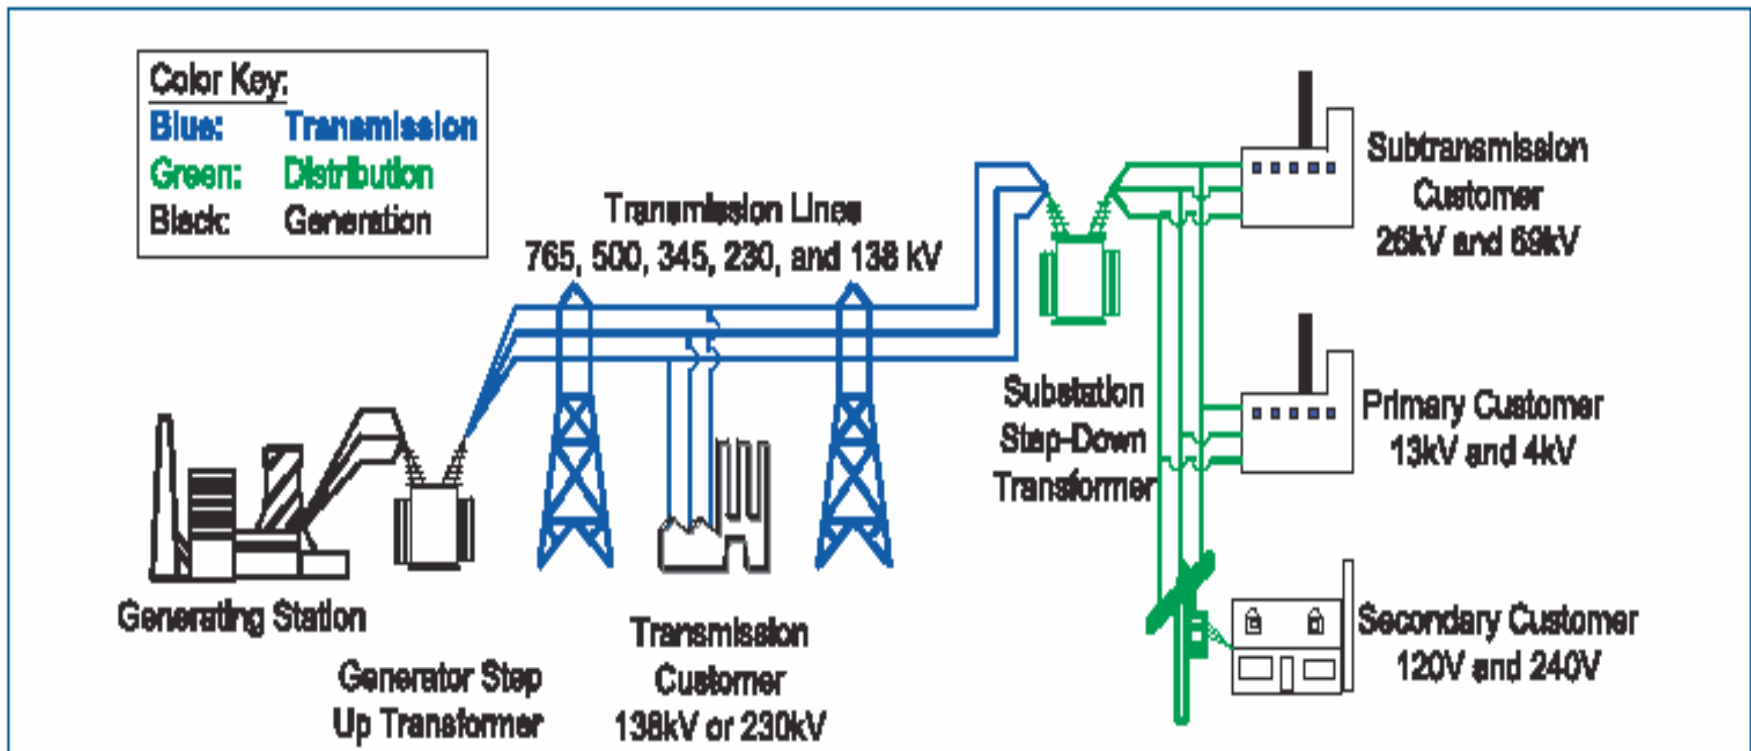 Color Key:
Blue: Transmission
Green: Distribution
Black: Generation
Transmission Lines
765, 500, 345, 230, and 138 kV
Subtransmission
Customer
26kV and 69kV
Substation
Step-Down
Transformer
Primary Customer
13kV and 4kV
Generating Station
Generator Step
Up Transformer
Transmission
Customer
138kV or 230kV
Secondary Customer
120V and 240V